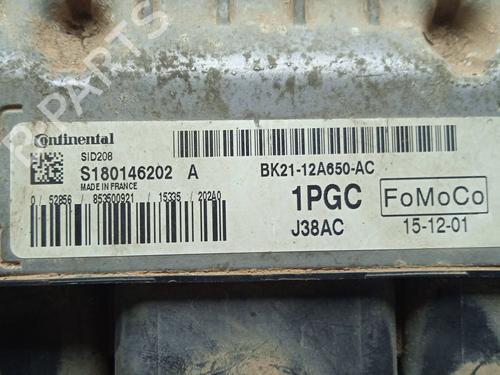 B-PARTS
Continental
SID208
S180146202 A
MADE IN FRANCE
0 / 52856 / 853500921 / 15335 / 202A0
BK21-12A650-AC
1PGC
FoMoCo
J38AC
15-12-01